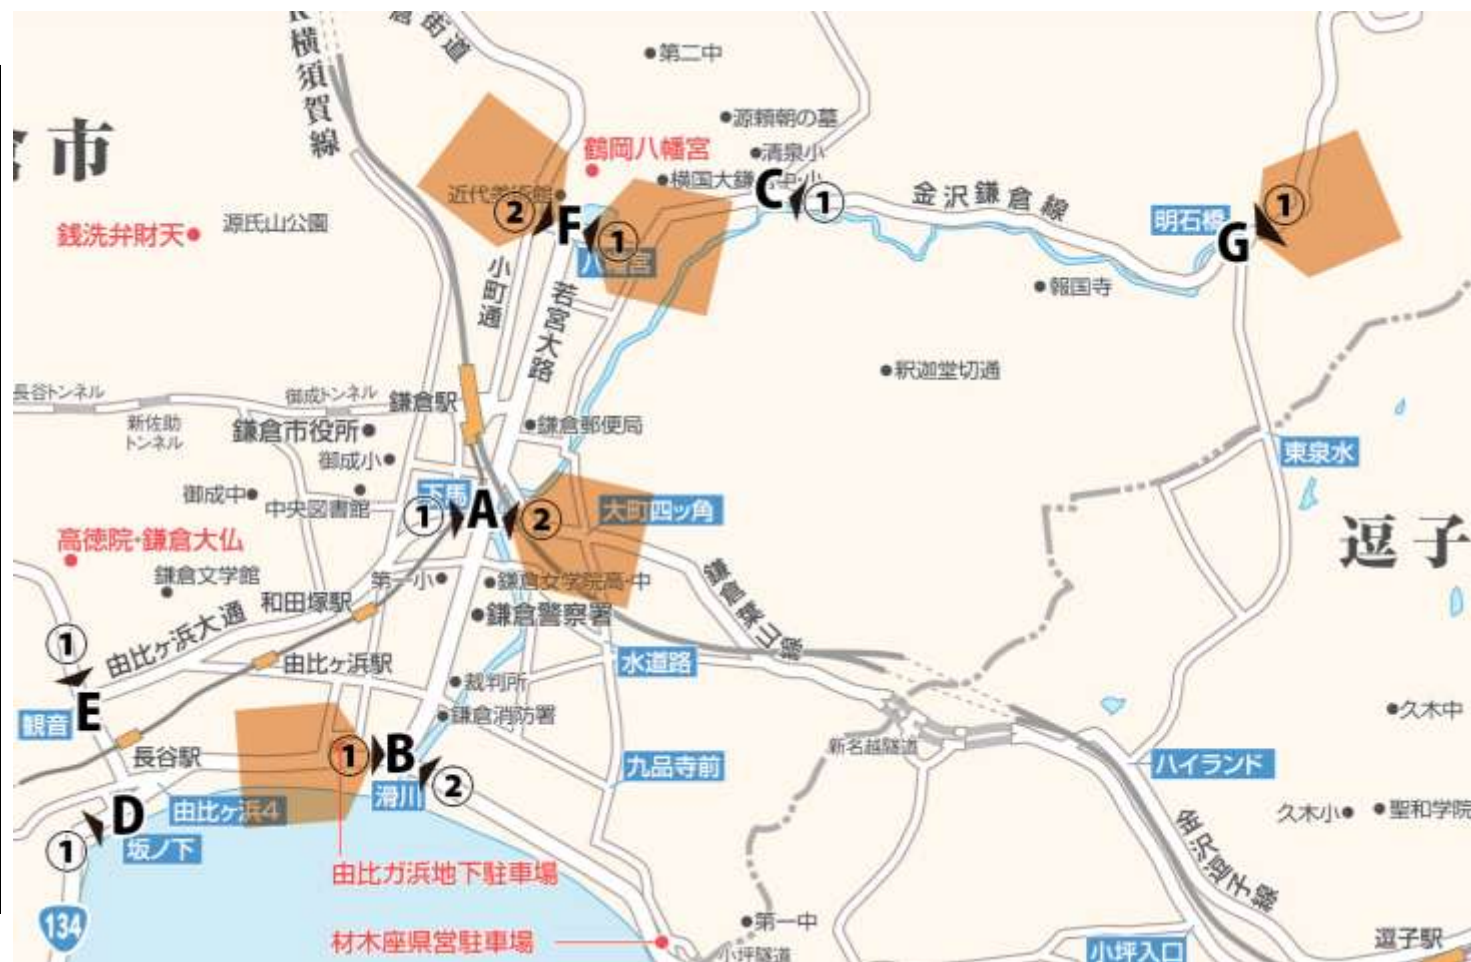 横須賀線
街道
第二中
市
源頼朝の墓
鶴岡八幡宮
清泉小
近代美術館
横国大鎌
C
①
金沢鎌倉線
①
明石橋
G
銭洗弁財天
源氏山公園
②
F
①
八幡宮
小町通
若宮大路
報国寺
釈迦堂切通
長谷トンネル
御成トンネル
鎌倉駅
新佐助
トンネル
鎌倉市役所
鎌倉郵便局
御成小
東泉水
御成中
中央図書館
下馬
①
A
②
大町四ッ角
逗子
高徳院・鎌倉大仏
鎌倉文学館
第一小
鎌倉女学院高・中
鎌倉葉山線
和田塚駅
鎌倉警察署
①
由比ヶ浜大通
由比ヶ浜駅
水道路
裁判所
E
観音
鎌倉消防署
久木中
長谷駅
①
B
②
滑川
新名越隧道
九品寺前
ハイランド
由比ヶ浜4
D
①
坂ノ下
久木小
聖和学院
金沢逗子線
由比ガ浜地下駐車場
134
材木座県営駐車場
第一中
小坪隧道
小坪入口
逗子駅